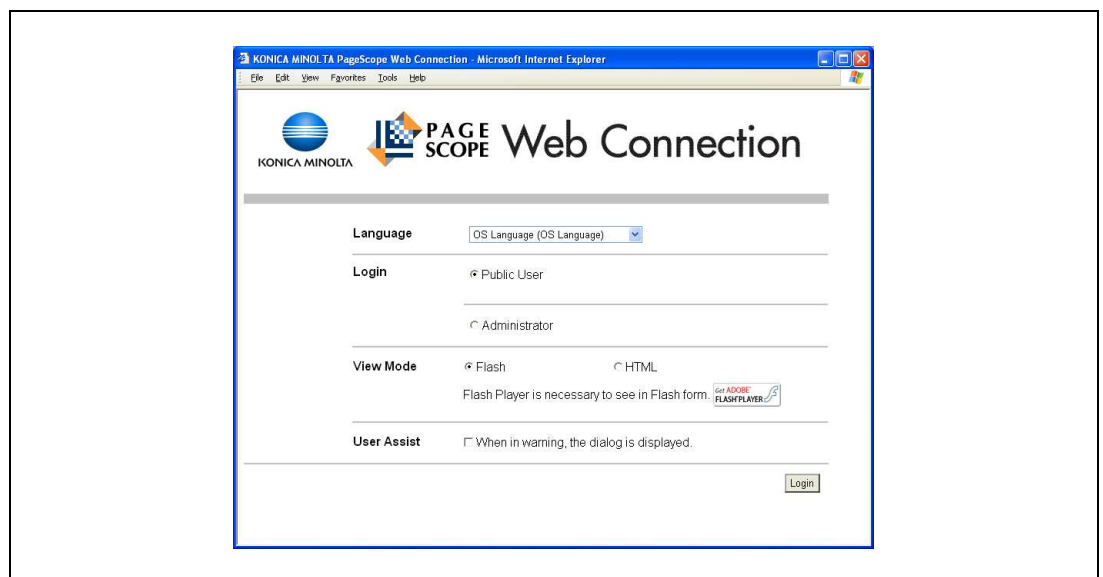 KONICA MINOLTA PageScope Web Connection - Microsoft Internet Explorer
File Edit View Favorites Tools Help
KONICA MINOLTA
PAGE SCOPE Web Connection
Language OS Language (OS Language)
Login Public User
Administrator
View Mode Flash HTML
Flash Player is necessary to see in Flash form. Get ADOBE FLASH PLAYER
User Assist When in warning, the dialog is displayed.
Login